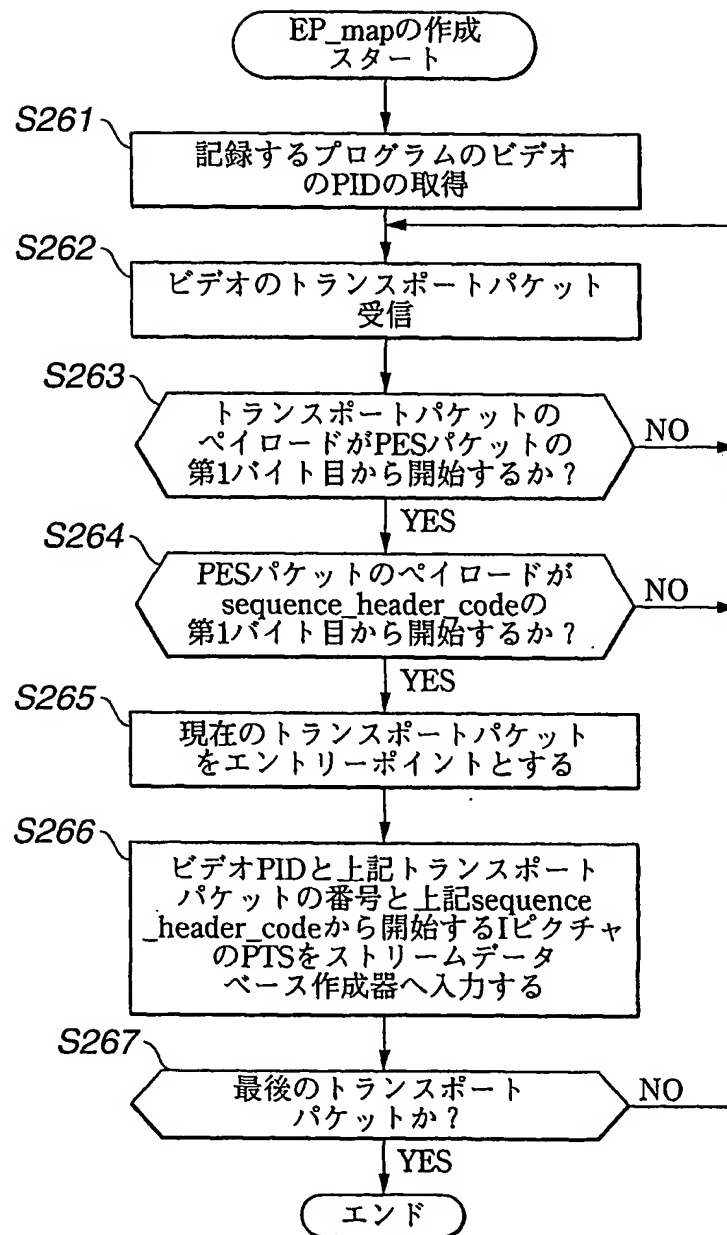 EP_mapの作成
スタート
S261
記録するプログラムのビデオ
のPIDの取得
S262
ビデオのトランスポートパケット
受信
S263
トランスポートパケットの
ペイロードがPESパケットの
第1バイト目から開始するか?
NO
YES
S264
PESパケットのペイロードが
sequence_header_codeの
第1バイト目から開始するか?
NO
YES
S265
現在のトランスポートパケット
をエントリーポイントとする
S266
ビデオPIDと上記トランスポート
パケットの番号と上記sequence
_header_codeから開始するIピクチャ
のPTSをストリームデータ
ベース作成器へ入力する
S267
最後のトランスポート
パケットか?
NO
YES
エンド